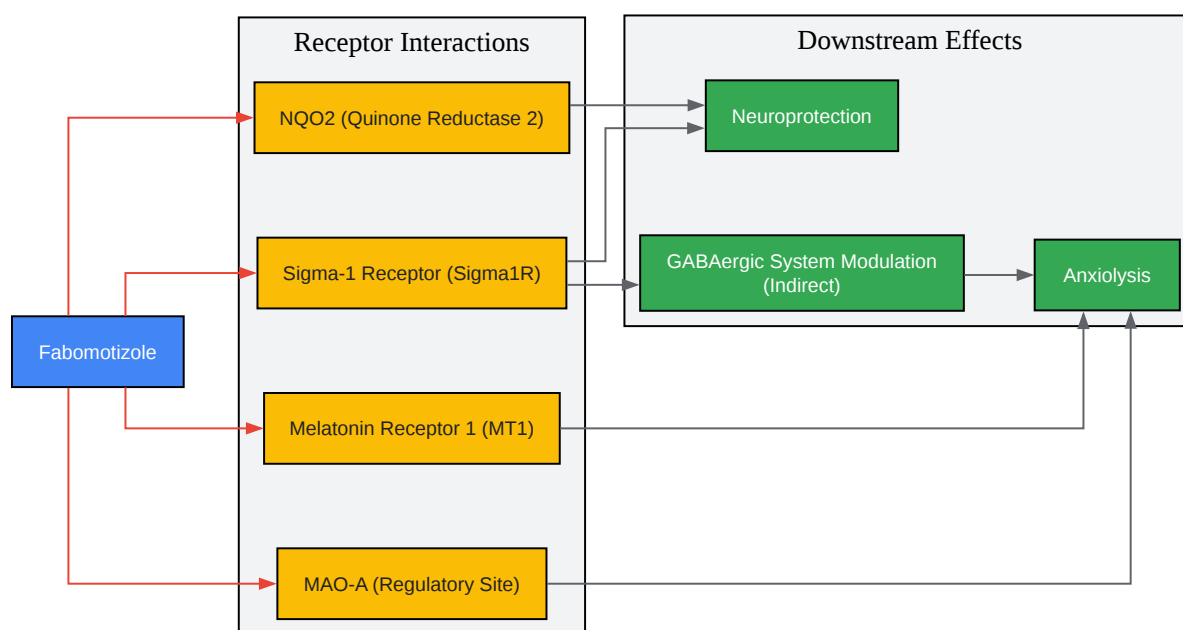 Receptor Interactions
Downstream Effects
NQO2 (Quinone Reductase 2)
Neuroprotection
Sigma-1 Receptor (Sigma1R)
GABAergic System Modulation
(Indirect)
Anxiolysis
Fabomotizole
Melatonin Receptor 1 (MT1)
MAO-A (Regulatory Site)